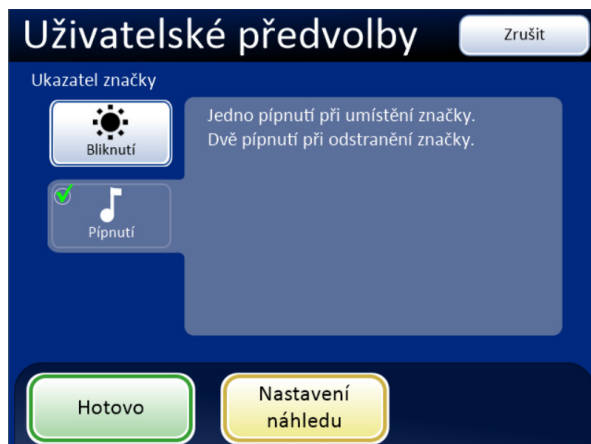 Uživatelské předvolby
Zrušit
Ukazatel značky
Bliknutí
Jedno pípnutí při umístění značky.
Dvě pípnutí při odstranění značky.
Pípnutí
Hotovo
Nastavení
náhledu